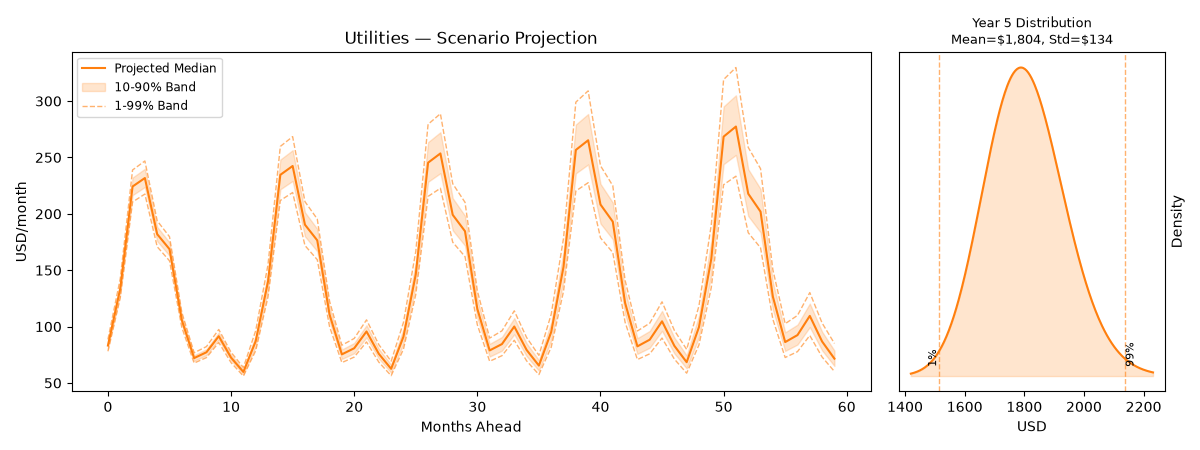 Utilities — Scenario Projection
Projected Median
10-90% Band
1-99% Band
USD/month
300
250
200
150
100
50
0
10
20
30
40
50
60
Months Ahead
Year 5 Distribution
Mean=$1,804, Std=$134
1%
99%
Density
1400
1600
1800
2000
2200
USD